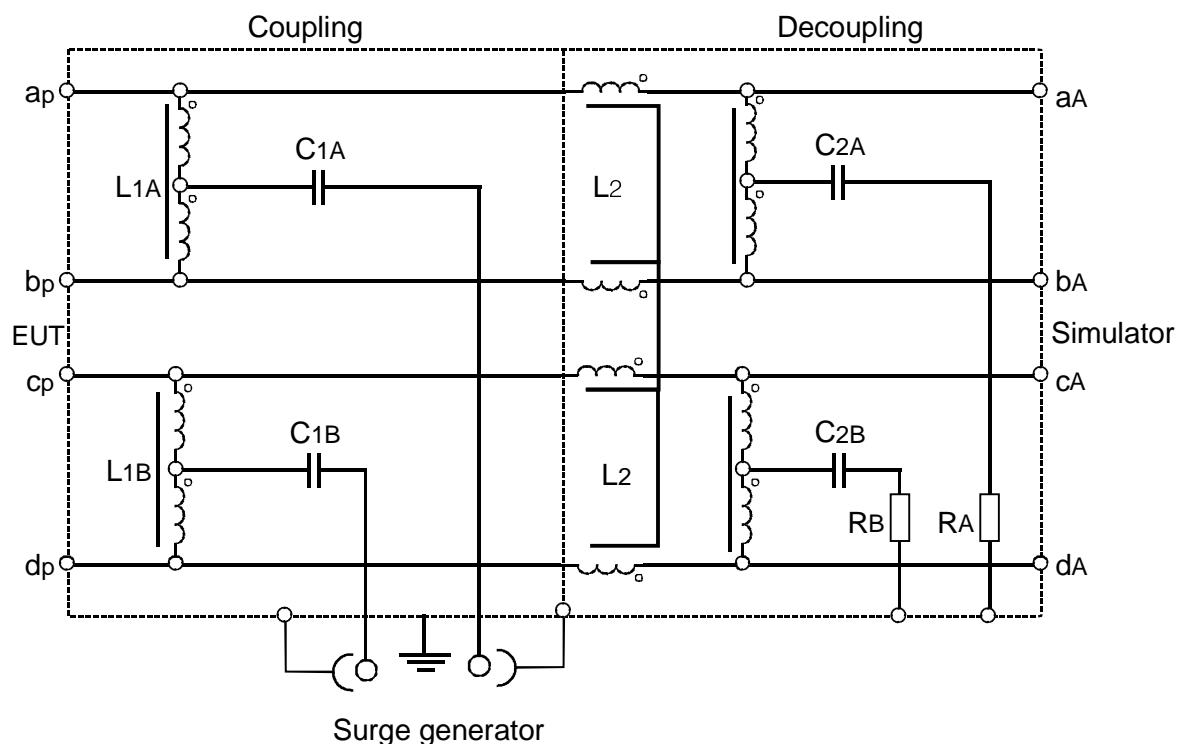 Coupling
Decoupling
ap
aA
C1A
C2A
L1A
L2
bp
bA
EUT
Simulator
cp
cA
C1B
C2B
L1B
L2
RB
RA
dp
dA
Surge generator